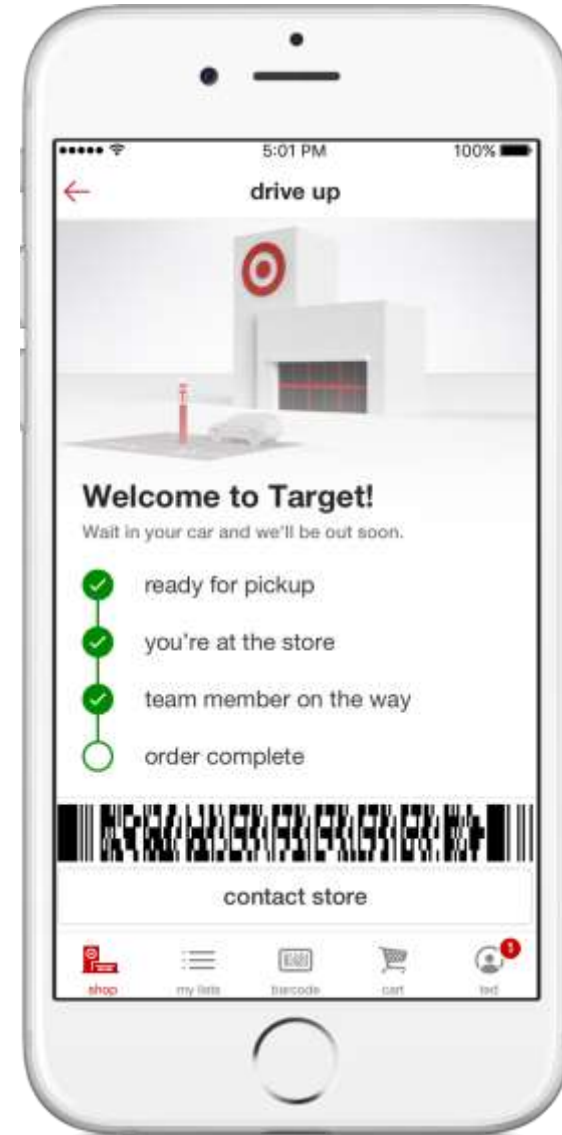 5:01 PM
100%
drive up
Welcome to Target!
Wait in your car and we'll be out soon.
ready for pickup
you're at the store
team member on the way
order complete
contact store
1
shop
my lists
barcode
cart
ted